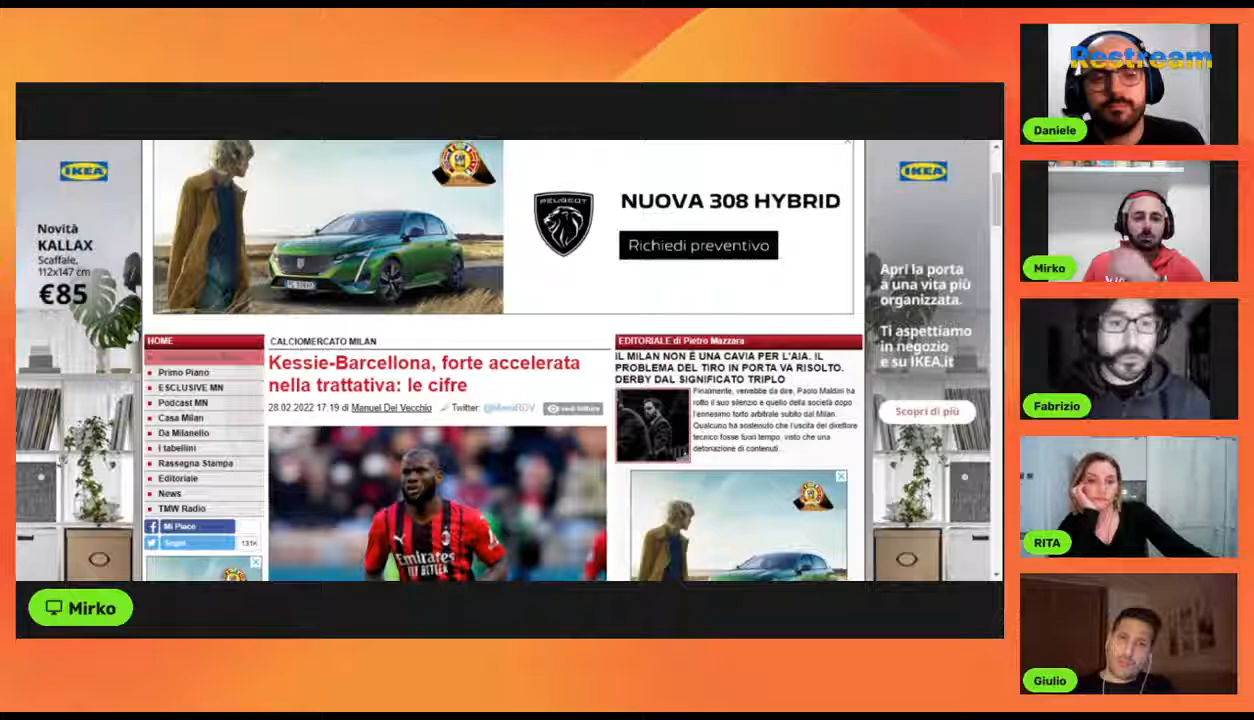 Restream
Daniele
Mirko
Fabrizio
RITA
Giulio
Mirko
IKEA
Novità
KALLAX
Scaffale,
112x147 cm
€85
PEUGEOT
NUOVA 308 HYBRID
Richiedi preventivo
IKEA
Apri la porta
a una vita più
organizzata.
Ti aspettiamo
in negozio
e su IKEA.it
Scopri di più
HOME
Primo Piano
ESCLUSIVE MN
Podcast MN
Casa Milan
Da Milanello
I tabellini
Rassegna Stampa
Editoriale
News
TMW Radio
Mi Piace
Segui
131K
CALCIOMERCATO MILAN
Kessie-Barcellona, forte accelerata
nella trattativa: le cifre
28.02.2022 17:19 di Manuel Del Vecchio Twitter: vedi letture
Emirates
FLY BETTER
EDITORIALE di Pietro Mazzara
IL MILAN NON È UNA CAVIA PER L'AIA. IL
PROBLEMA DEL TIRO IN PORTA VA RISOLTO.
DERBY DAL SIGNIFICATO TRIPLO
Finalmente, verrebbe da dire, Paolo Maldini ha
rotto il suo silenzio e quello della società dopo
l'ennesimo torto arbitrale subito dal Milan.
Qualcuno ha sostenuto che l'uscita del direttore
tecnico fosse fuori tempo, visto che una
detonazione di contenuti